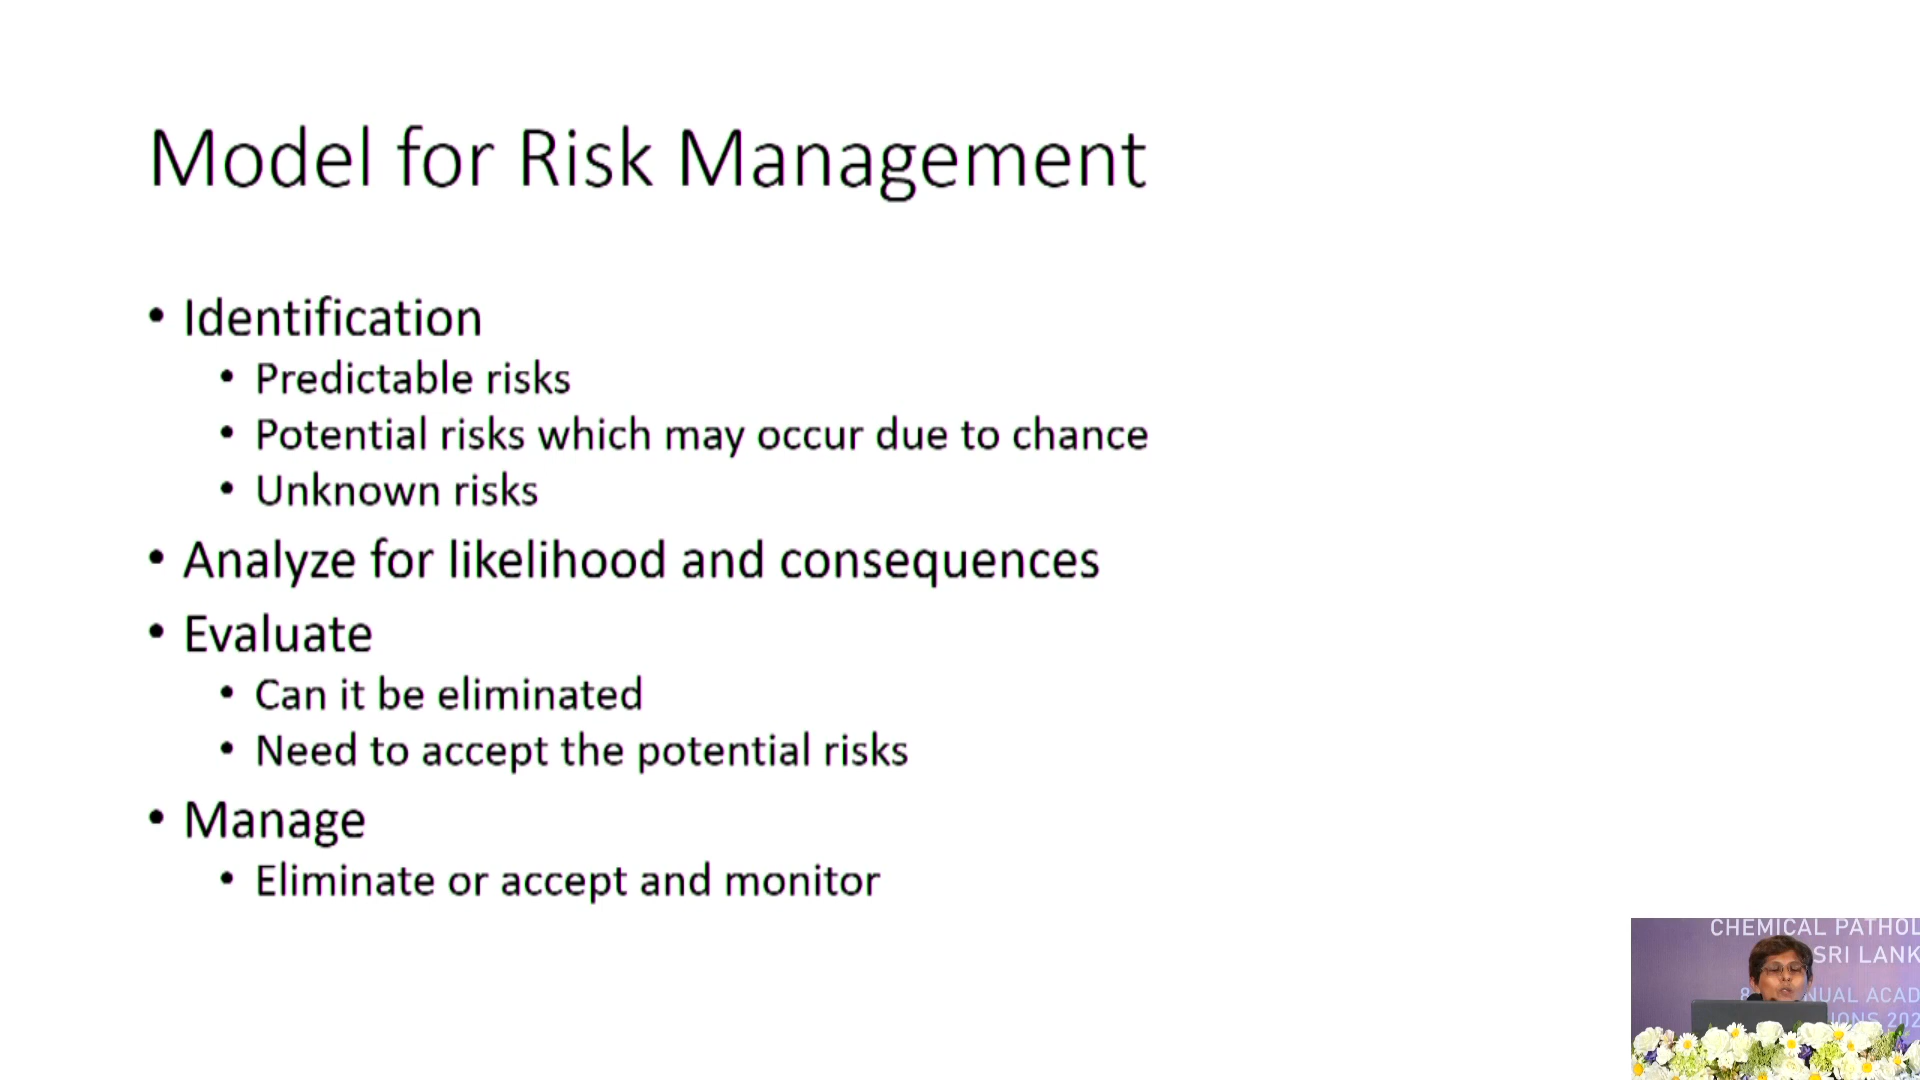 Model for Risk Management
• Identification
• Predictable risks
• Potential risks which may occur due to chance
• Unknown risks
• Analyze for likelihood and consequences
• Evaluate
• Can it be eliminated
• Need to accept the potential risks
• Manage
• Eliminate or accept and monitor
CHEMICAL PATHOL
SRI LANK
8 NUAL ACAD
IONS 202